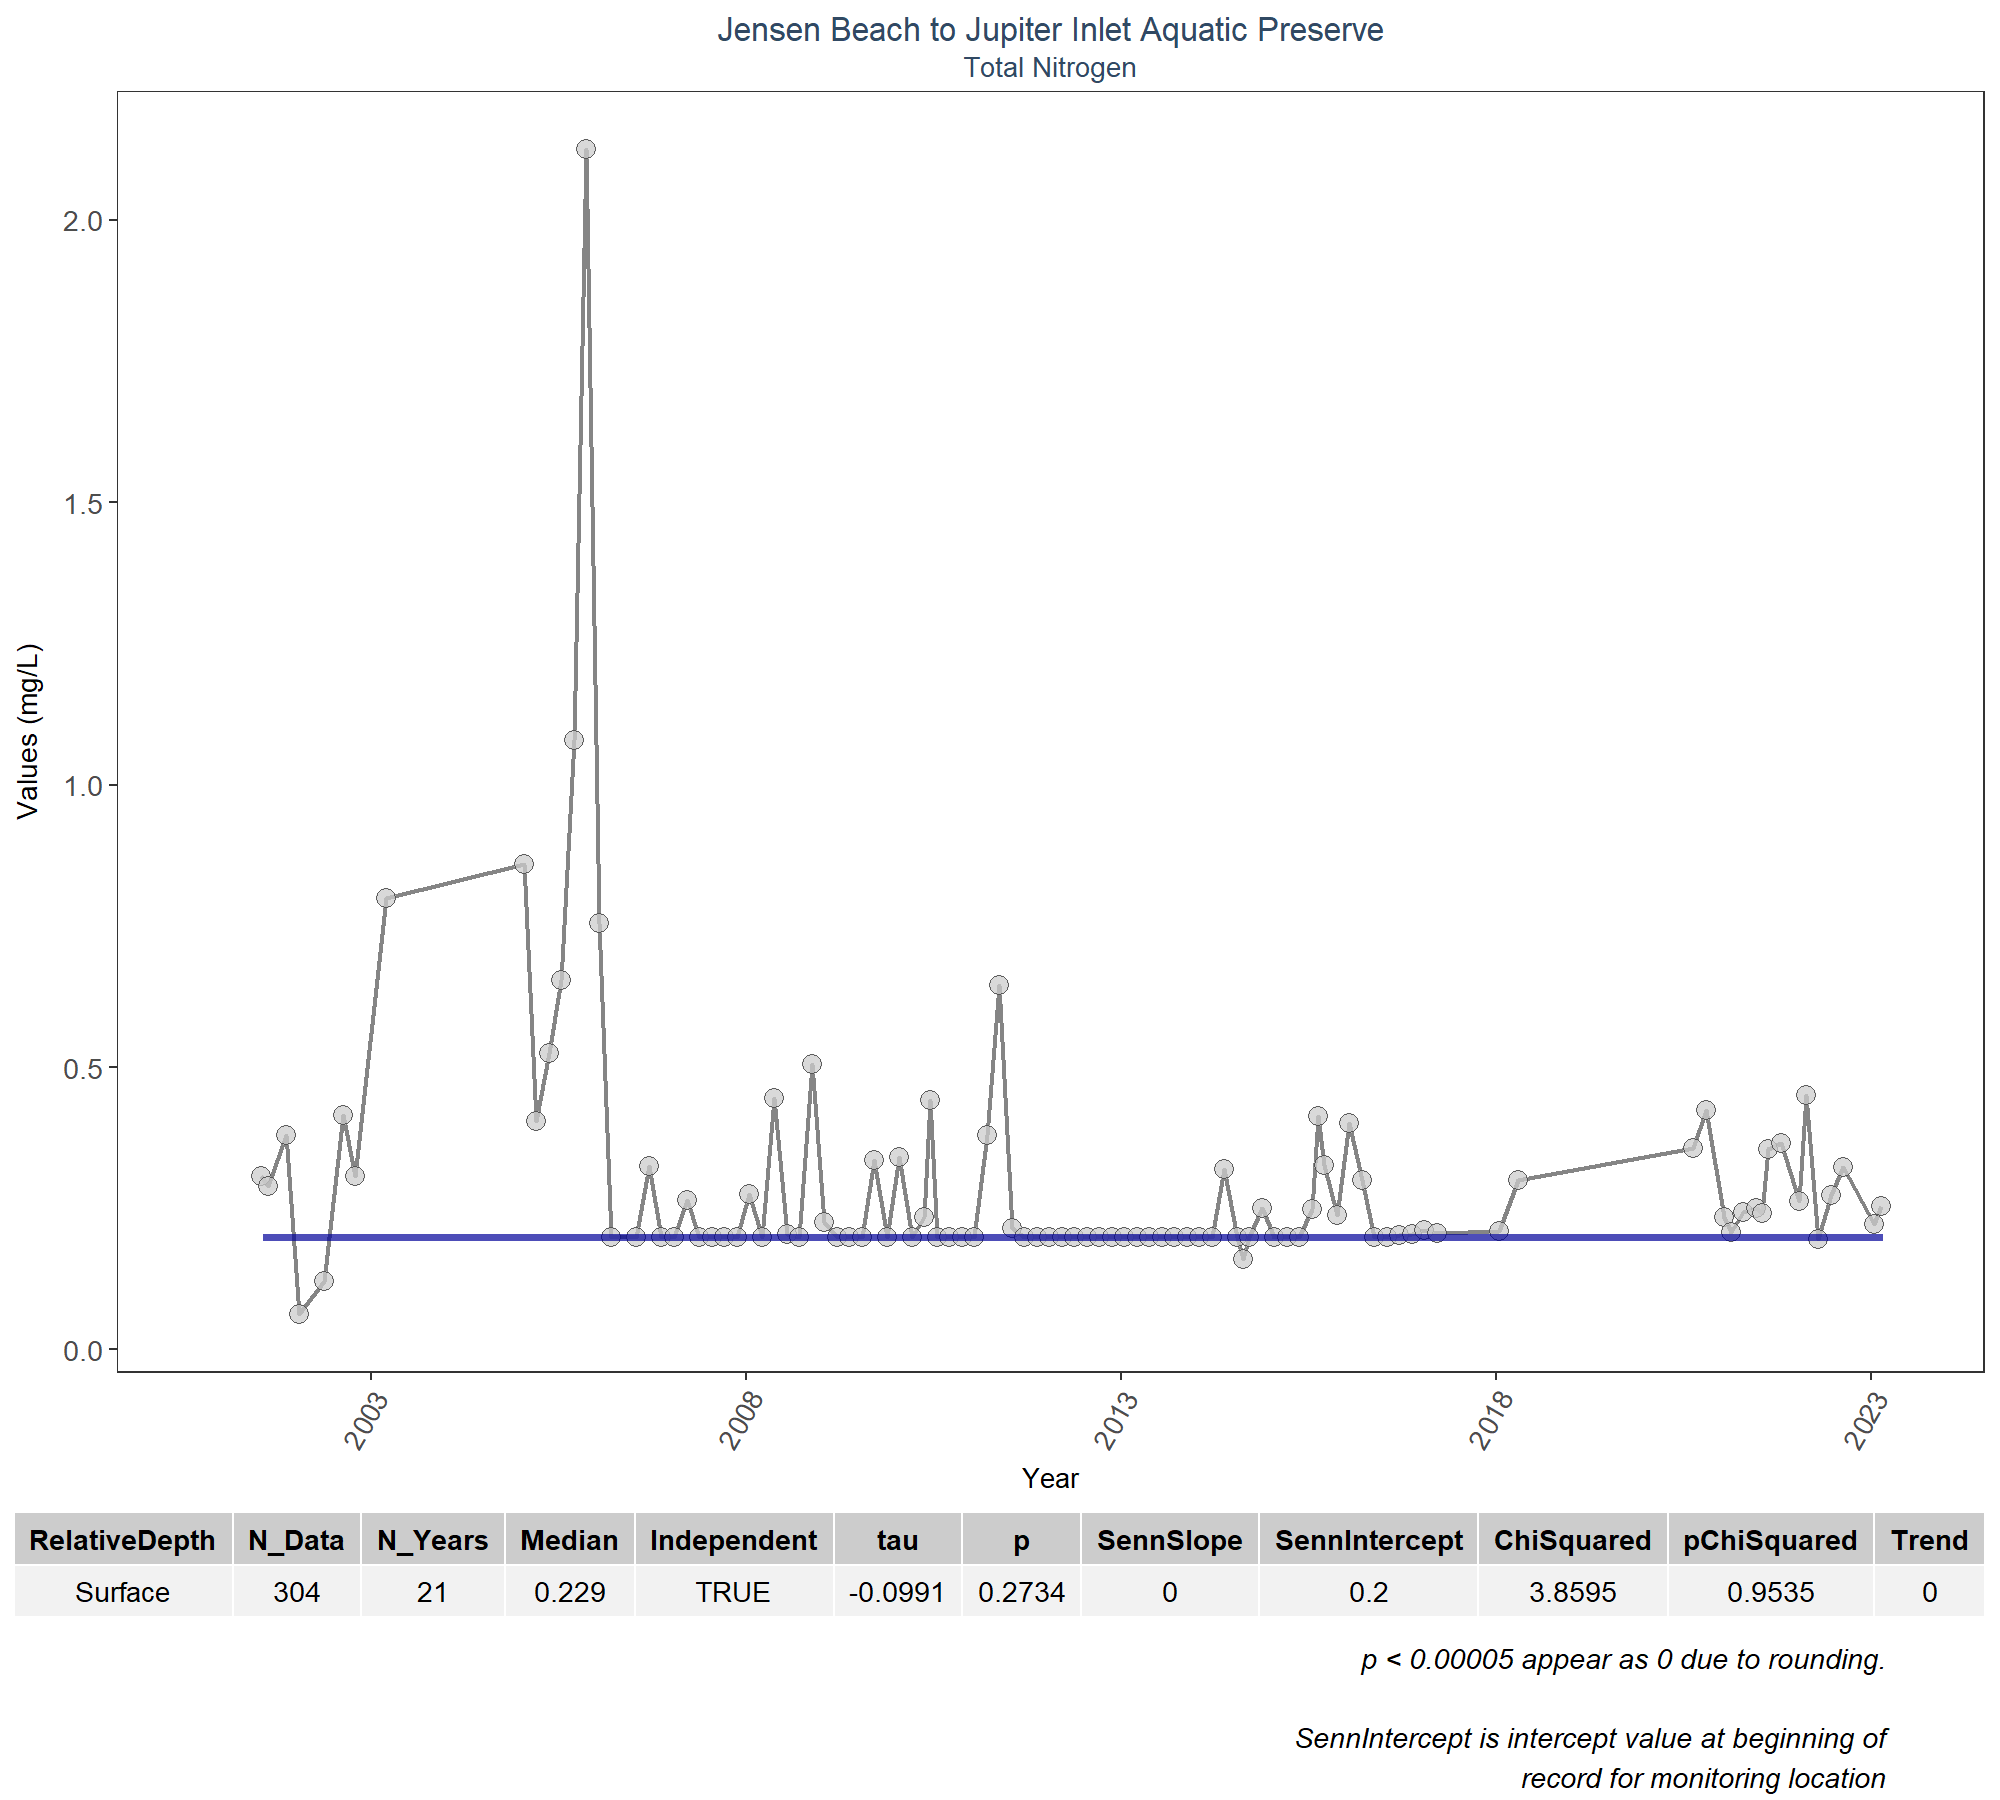 Jensen Beach to Jupiter Inlet Aquatic Preserve
Total Nitrogen
Values (mg/L)
2.0
1.5
1.0
0.5
0.0
2003 2008 2013 2018 2023
Year
RelativeDepth N_Data N_Years Median Independent tau p SennSlope SennIntercept ChiSquared pChiSquared Trend
Surface 304 21 0.229 TRUE -0.0991 0.2734 0 0.2 3.8595 0.9535 0
p < 0.00005 appear as 0 due to rounding.
SennIntercept is intercept value at beginning of
record for monitoring location